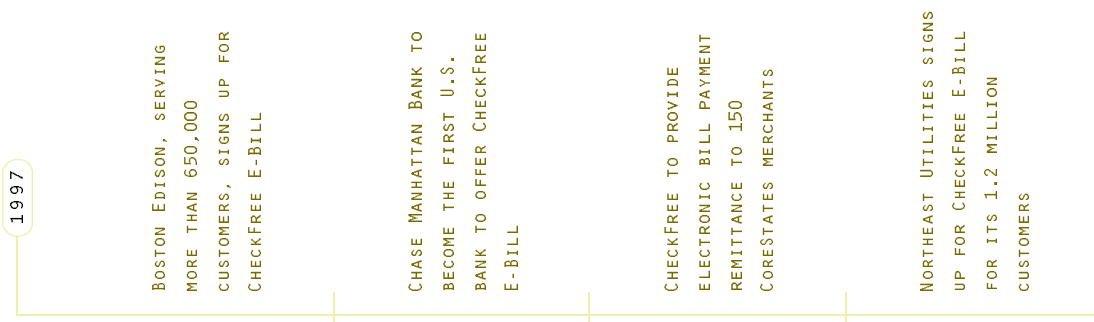 1997
Boston Edison, serving
more than 650,000
customers, signs up for
CheckFree E-Bill
Chase Manhattan Bank to
become the first U.S.
bank to offer CheckFree
E-Bill
CheckFree to provide
electronic bill payment
remittance to 150
CoreStates merchants
Northeast Utilities signs
up for CheckFree E-Bill
for its 1.2 million
customers